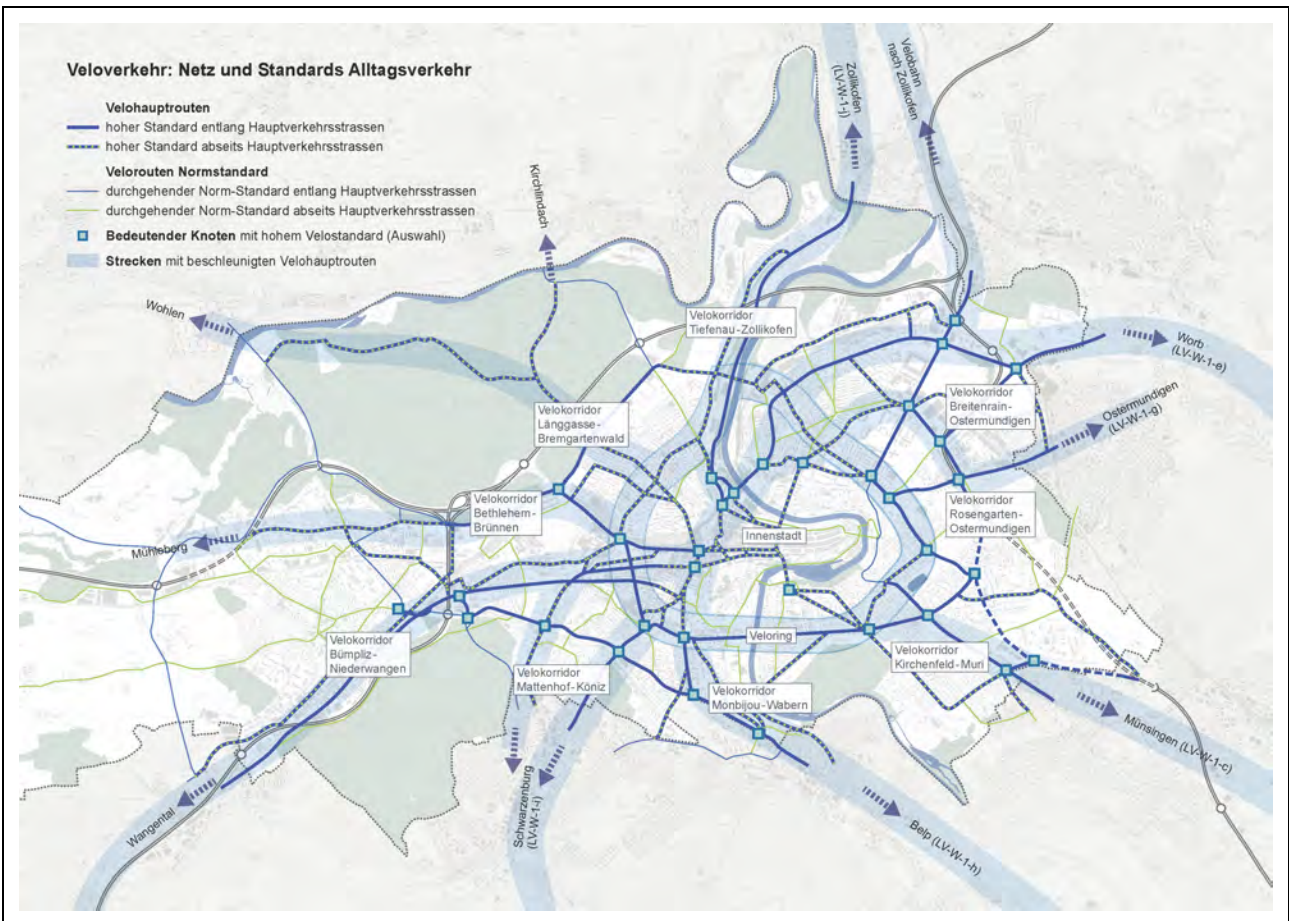 Veloverkehr: Netz und Standards Alltagsverkehr
Velohauptrouten
hoher Standard entlang Hauptverkehrsstrassen
hoher Standard abseits Hauptverkehrsstrassen
Velorouten Normstandard
durchgehender Norm-Standard entlang Hauptverkehrsstrassen
durchgehender Norm-Standard abseits Hauptverkehrsstrassen
Bedeutender Knoten mit hohem Velostandard (Auswahl)
Strecken mit beschleunigten Velohauptrouten
Zollikofen
(LV-W-1-j)
Velobahn
nach Zollikofen
Kirchlindach
Wohlen
Velokorridor
Tiefenau-Zollikofen
Worb
(LV-W-1-e)
Velokorridor
Breitenrain-
Ostermundigen
Ostermundigen
(LV-W-1-g)
Velokorridor
Länggasse-
Bremgartenwald
Velokorridor
Bethlehem-
Brünnen
Velokorridor
Rosengarten-
Ostermundigen
Innenstadt
Mühleberg
Velokorridor
Bümpliz-
Niederwangen
Veloring
Velokorridor
Kirchenfeld-Muri
Velokorridor
Mattenhof-Köniz
Velokorridor
Monbijou-Wabern
Münsingen (LV-W-1-c)
Wangental
Schwarzenburg
(LV-W-1-i)
Belp (LV-W-1-h)